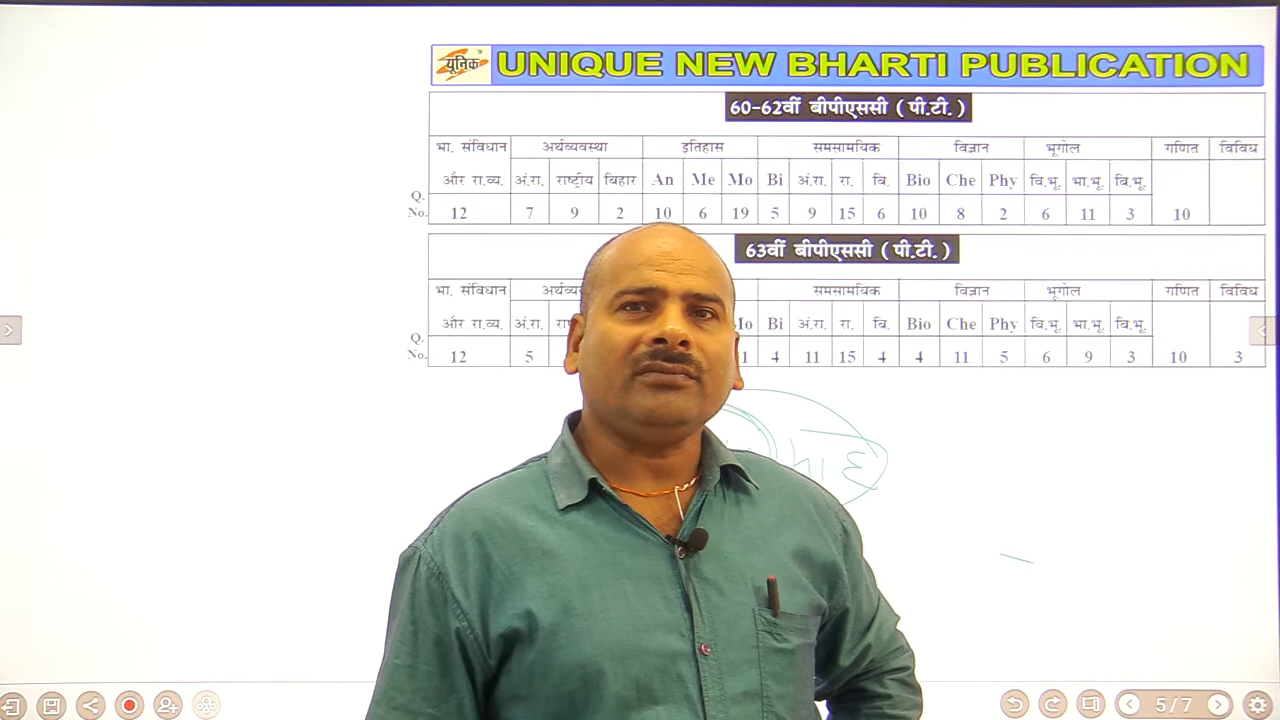 यूनिक UNIQUE NEW BHARTI PUBLICATION
60-62वीं बीपीएससी (पी.टी.)
भा. संविधान अर्थव्यवस्था इतिहास समसामयिक विज्ञान भूगोल गणित विविध
और रा.व्य. अं.रा. राष्ट्रीय बिहार An Me Mo Bi अं.रा. रा. वि. Bio Che Phy वि.भू. भा.भू. बि.भू.
Q.
No. 12 7 9 2 10 6 19 5 9 15 6 10 8 2 6 11 3 10
63वीं बीपीएससी (पी.टी.)
भा. संविधान समसामयिक विज्ञान भूगोल गणित विविध
और रा.व्य. अं.रा. Bi अं.रा. रा. वि. Bio Che Phy वि.भू. भा.भू. बि.भू.
Q.
No. 12 5 4 11 15 4 4 11 5 6 9 3 10 3
5/7